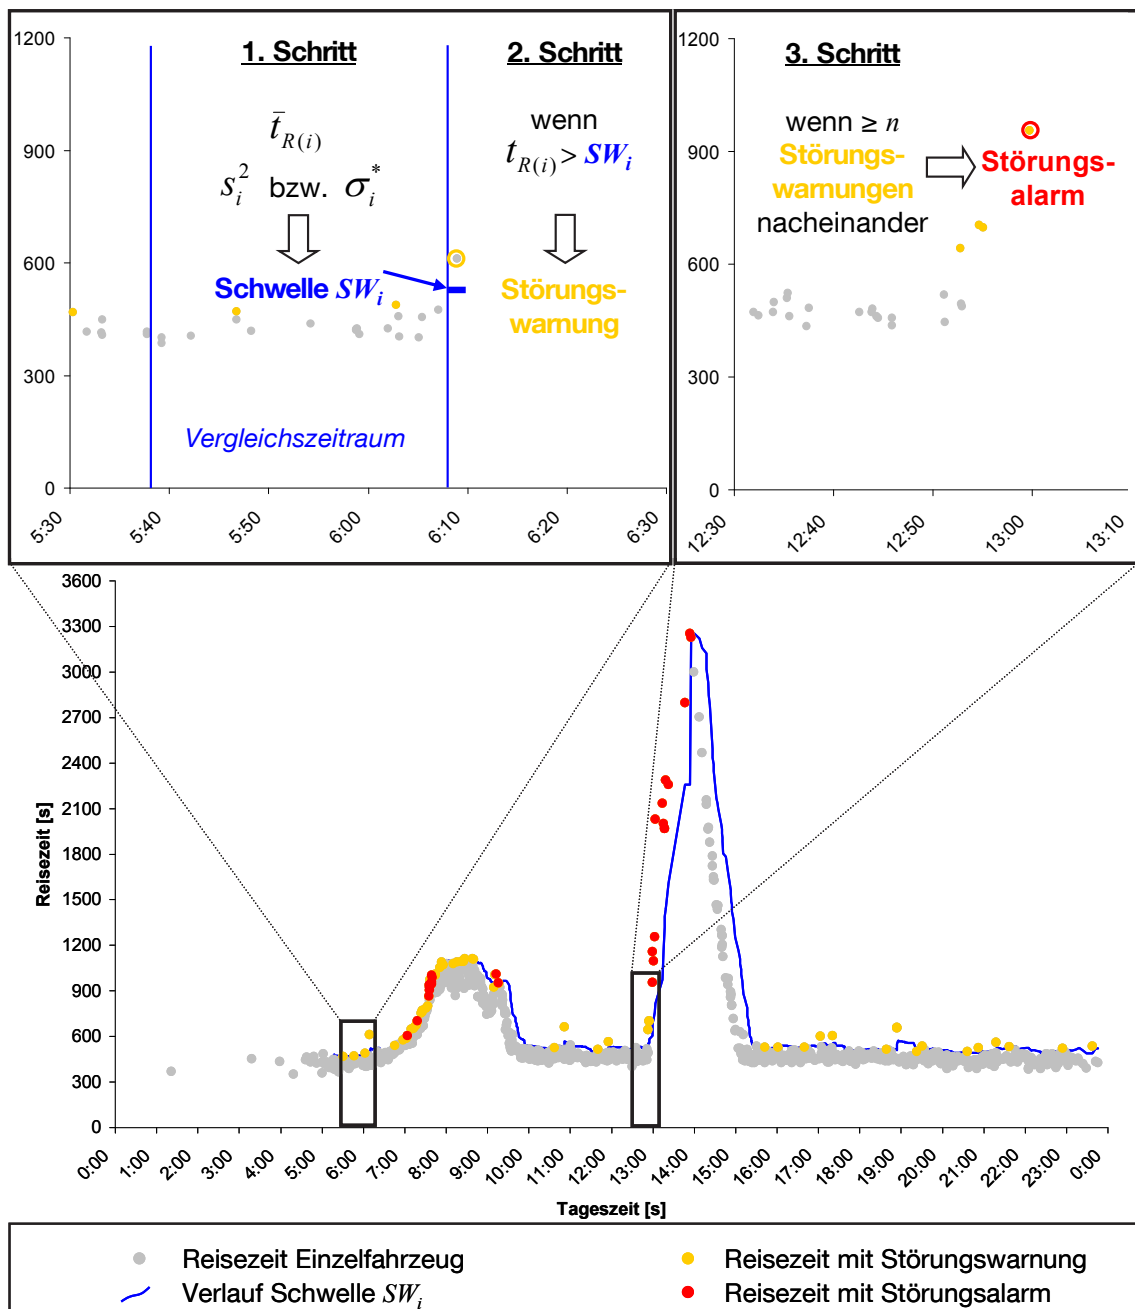 1. Schritt
2. Schritt
3. Schritt
1200
900
600
300
0
t̄R(i)
sᵢ² bzw. σᵢ*
Schwelle SWᵢ
Vergleichszeitraum
wenn
tR(i) > SWᵢ
Störungs-
warnung
5:30
5:40
5:50
6:00
6:10
6:20
6:30
1200
900
600
300
0
wenn ≥ n
Störungs-
warnungen
nacheinander
Störungs-
alarm
12:30
12:40
12:50
13:00
13:10
Reisezeit [s]
3600
3300
3000
2700
2400
2100
1800
1500
1200
900
600
300
0
0:00
1:00
2:00
3:00
4:00
5:00
6:00
7:00
8:00
9:00
10:00
11:00
12:00
13:00
14:00
15:00
16:00
17:00
18:00
19:00
20:00
21:00
22:00
23:00
0:00
Tageszeit [s]
Reisezeit Einzelfahrzeug
Verlauf Schwelle SWᵢ
Reisezeit mit Störungswarnung
Reisezeit mit Störungsalarm